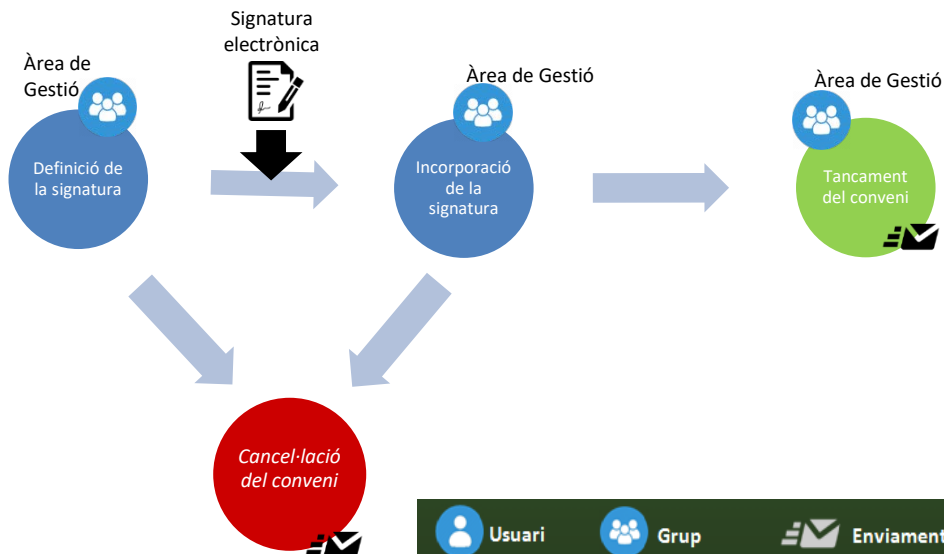 Signatura
electrònica
Àrea de
Gestió
Àrea de Gestió
Àrea de Gestió
Definició de
la signatura
Incorporació
de la
signatura
Tancament
del conveni
Cancel·lació
del conveni
Usuari
Grup
Enviament